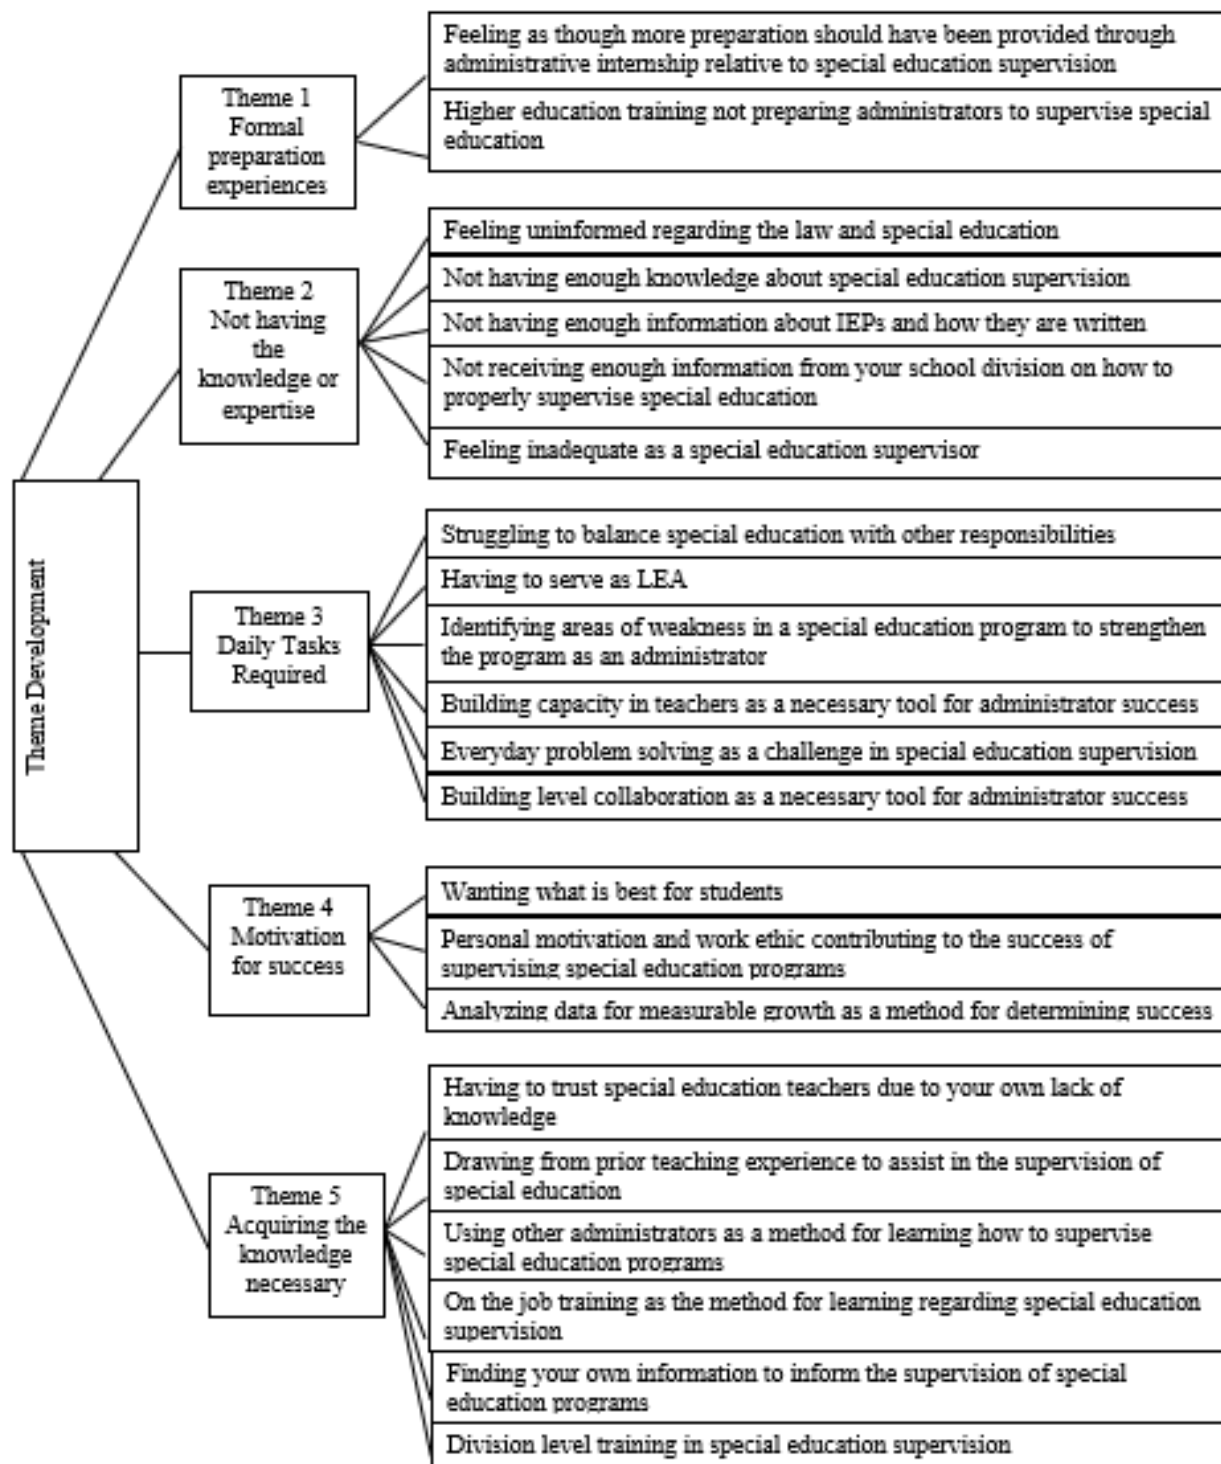 Theme Development
Theme 1
Formal
preparation
experiences
Feeling as though more preparation should have been provided through
administrative internship relative to special education supervision
Higher education training not preparing administrators to supervise special
education
Theme 2
Not having
the
knowledge or
expertise
Feeling uninformed regarding the law and special education
Not having enough knowledge about special education supervision
Not having enough information about IEPs and how they are written
Not receiving enough information from your school division on how to
properly supervise special education
Feeling inadequate as a special education supervisor
Theme 3
Daily Tasks
Required
Struggling to balance special education with other responsibilities
Having to serve as LEA
Identifying areas of weakness in a special education program to strengthen
the program as an administrator
Building capacity in teachers as a necessary tool for administrator success
Everyday problem solving as a challenge in special education supervision
Building level collaboration as a necessary tool for administrator success
Theme 4
Motivation
for success
Wanting what is best for students
Personal motivation and work ethic contributing to the success of
supervising special education programs
Analyzing data for measurable growth as a method for determining success
Theme 5
Acquiring the
knowledge
necessary
Having to trust special education teachers due to your own lack of
knowledge
Drawing from prior teaching experience to assist in the supervision of
special education
Using other administrators as a method for learning how to supervise
special education programs
On the job training as the method for learning regarding special education
supervision
Finding your own information to inform the supervision of special
education programs
Division level training in special education supervision